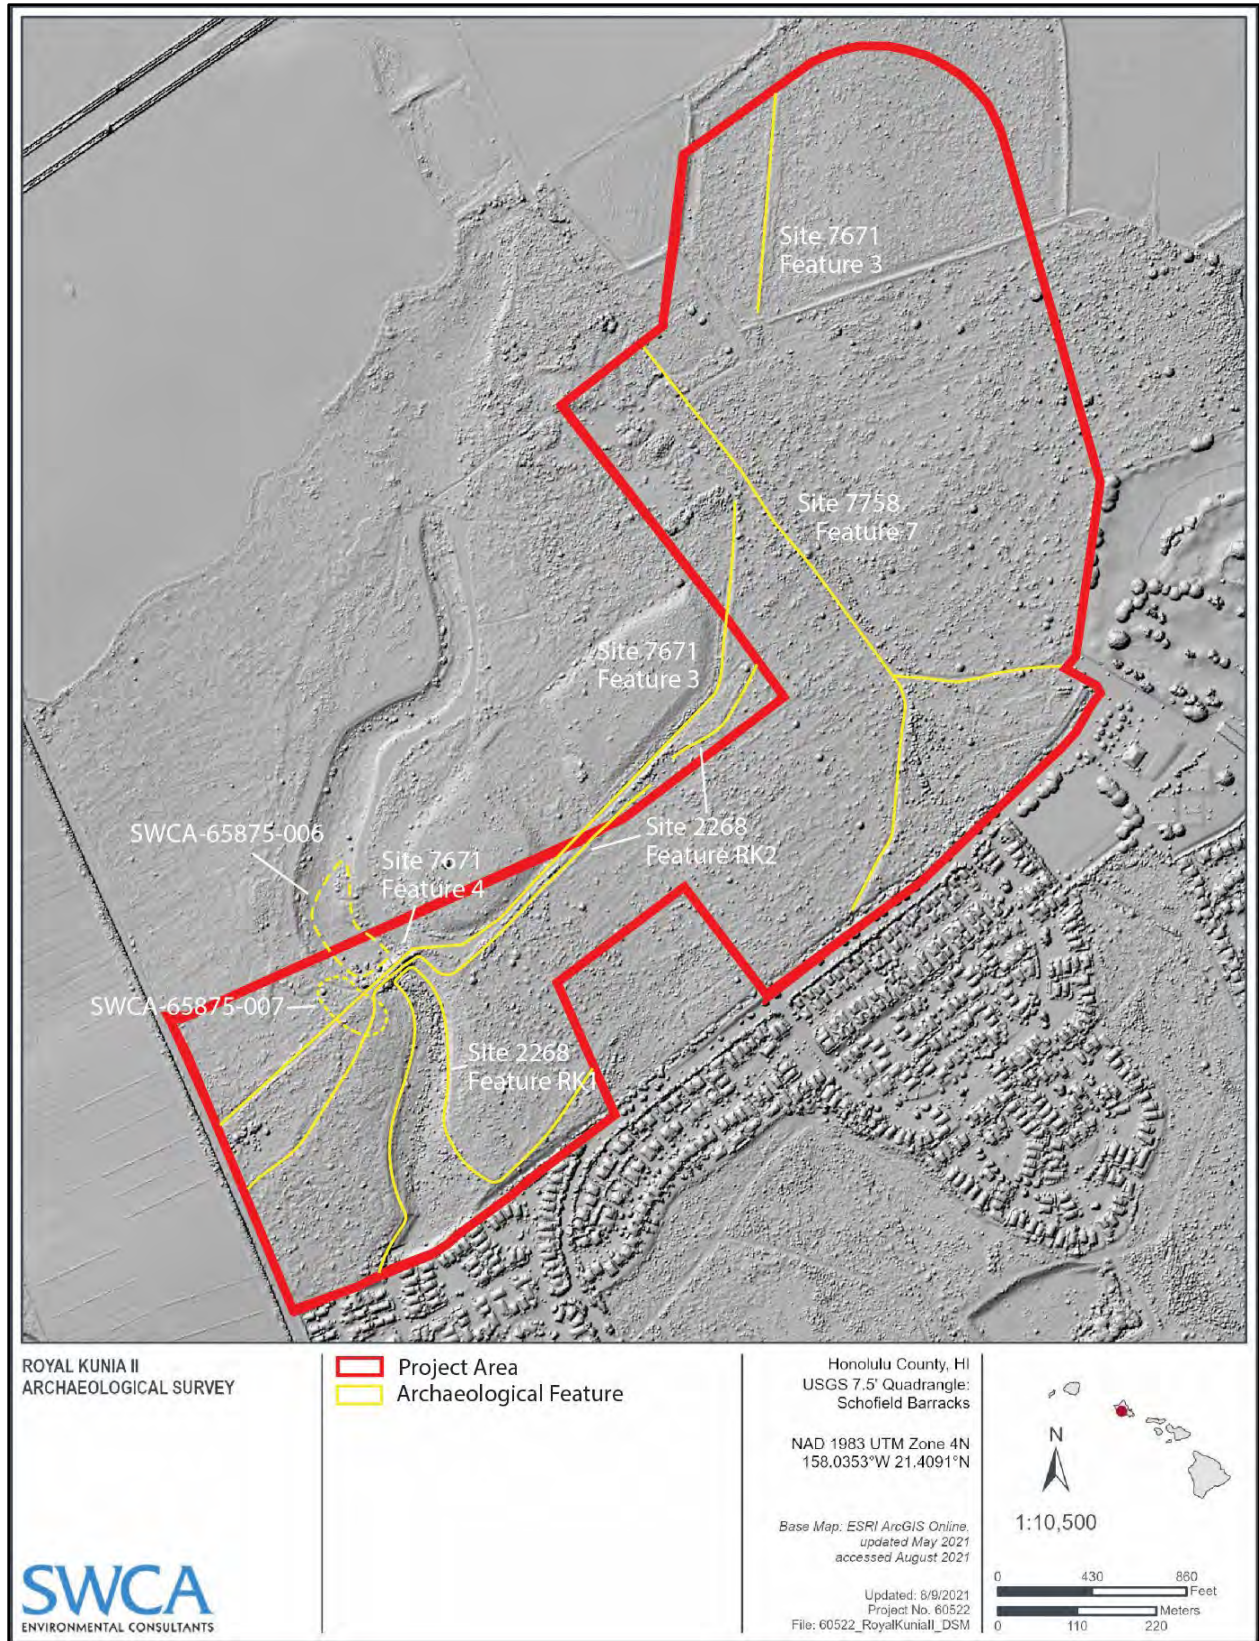 Site 7671
Feature 3
Site 7758
Feature 7
Site 7671
Feature 3
SWCA-65875-006
Site 7671
Feature 4
Site 2268
Feature RK2
SWCA-65875-007
Site 2268
Feature RK1
ROYAL KUNIA II
ARCHAEOLOGICAL SURVEY
Project Area
Archaeological Feature
Honolulu County, HI
USGS 7.5' Quadrangle:
Schofield Barracks
NAD 1983 UTM Zone 4N
158.0353°W 21.4091°N
Base Map: ESRI ArcGIS Online,
updated May 2021
accessed August 2021
Updated: 8/9/2021
Project No. 60522
File: 60522_RoyalKuniaII_DSM
N
1:10,500
0 430 860
Feet
Meters
0 110 220
SWCA
ENVIRONMENTAL CONSULTANTS